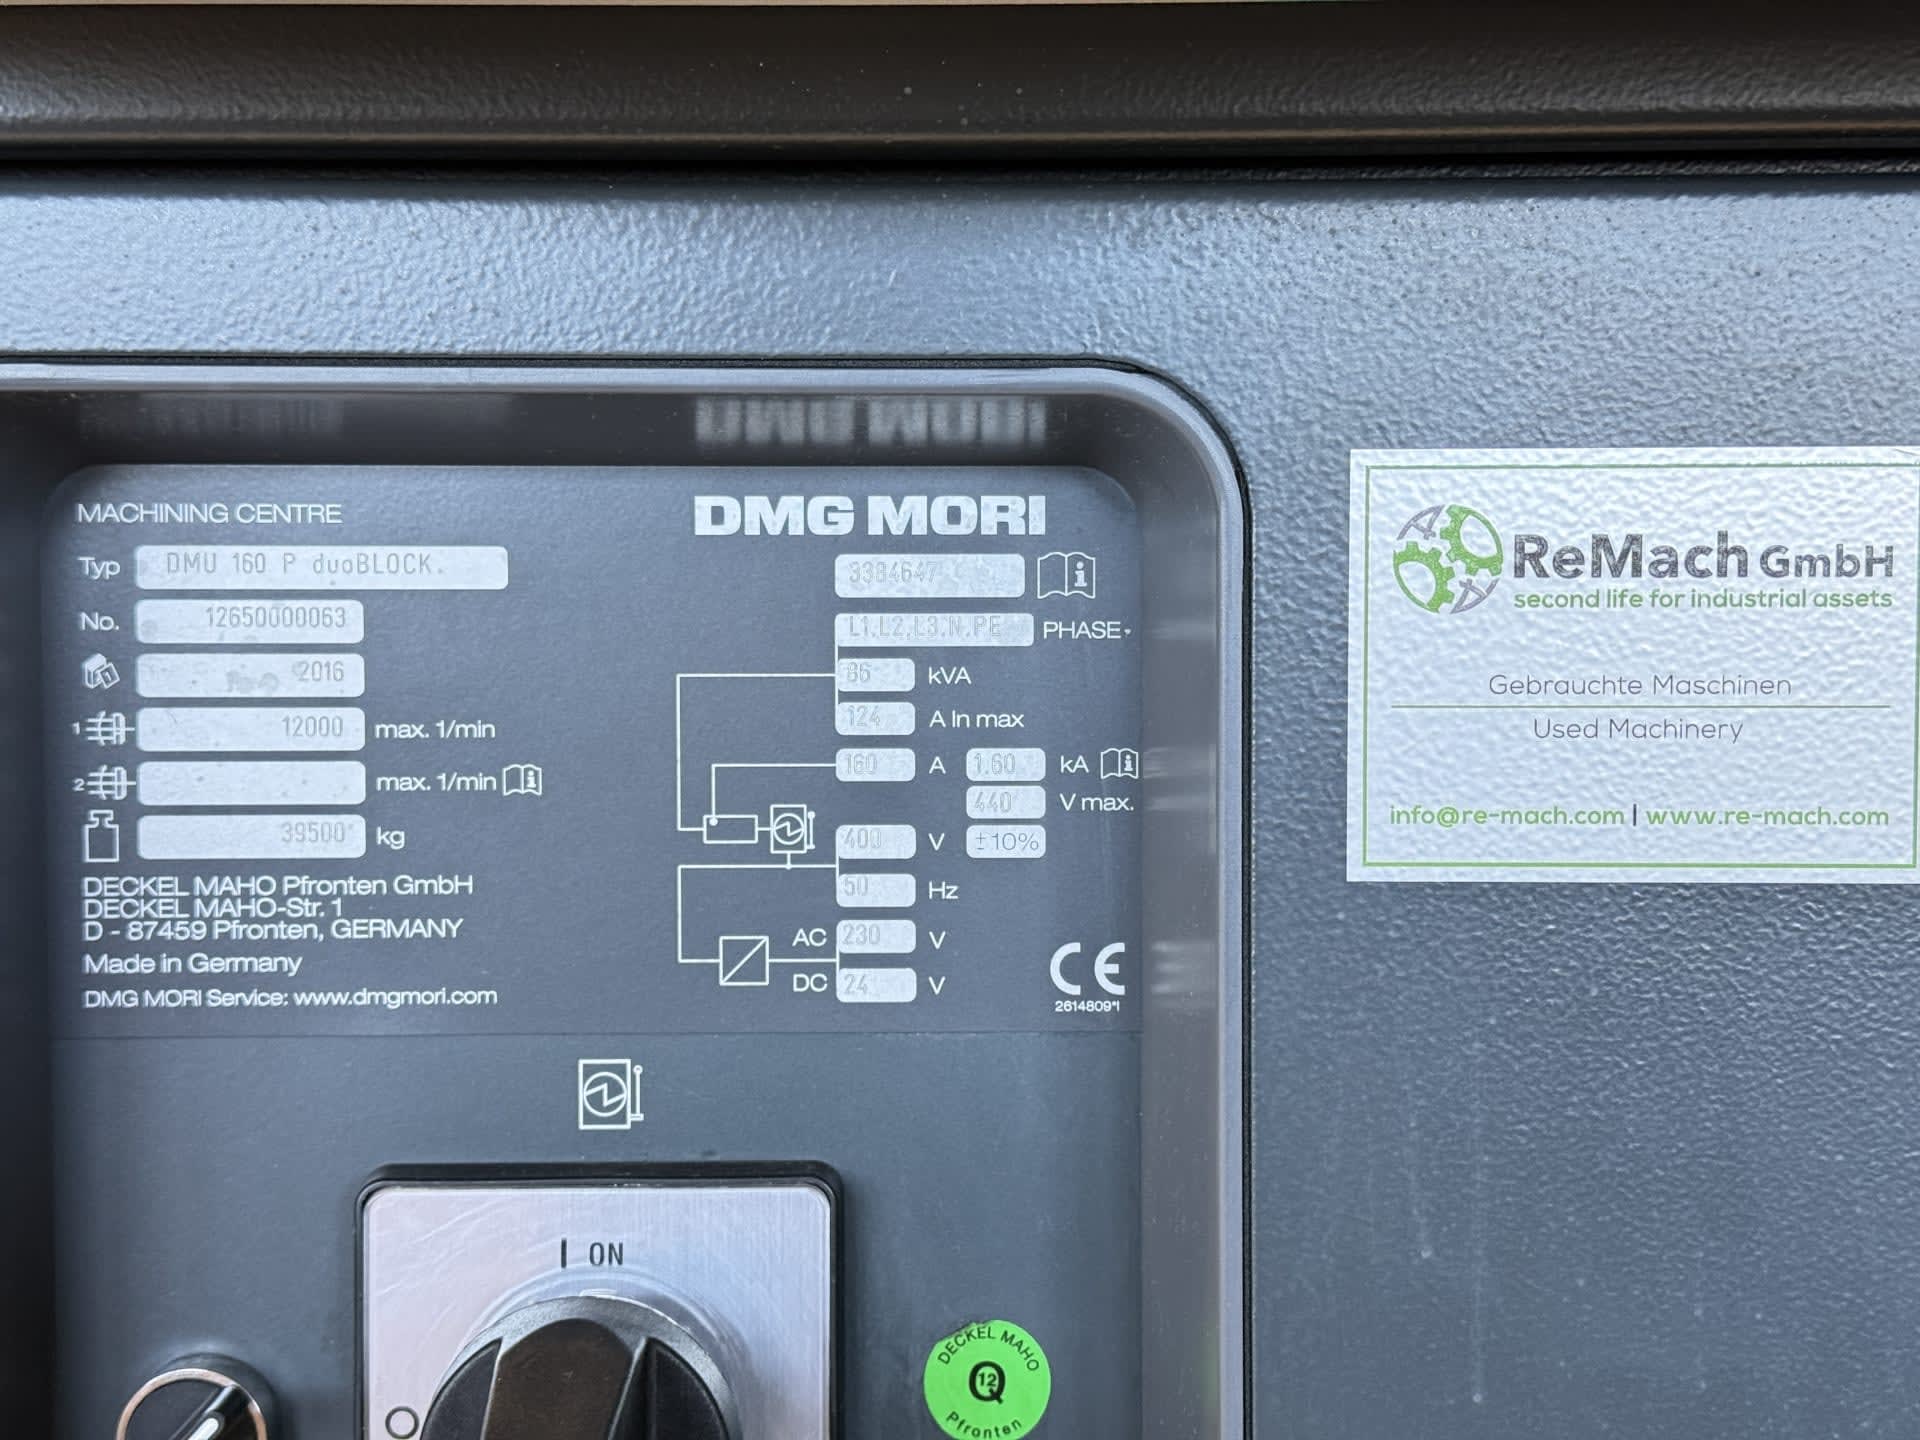 MACHINING CENTRE
DMG MORI
Typ DMU 160 P duoBLOCK.
No. 12650000063
2016
1 12000 max. 1/min
2 max. 1/min
39500 kg
DECKEL MAHO Pfronten GmbH
DECKEL MAHO-Str. 1
D - 87459 Pfronten, GERMANY
Made in Germany
DMG MORI Service: www.dmgmori.com
3384647
L1.L2.L3.N.PE PHASE
86 kVA
124 A In max
160 A 1.60 kA
440 V max.
400 V ±10%
50 Hz
AC 230 V
DC 24 V
CE
2614809*I
I ON
O
DECKEL MAHO
12
Q
Pfronten
ReMach GmbH
second life for industrial assets
Gebrauchte Maschinen
Used Machinery
info@re-mach.com | www.re-mach.com